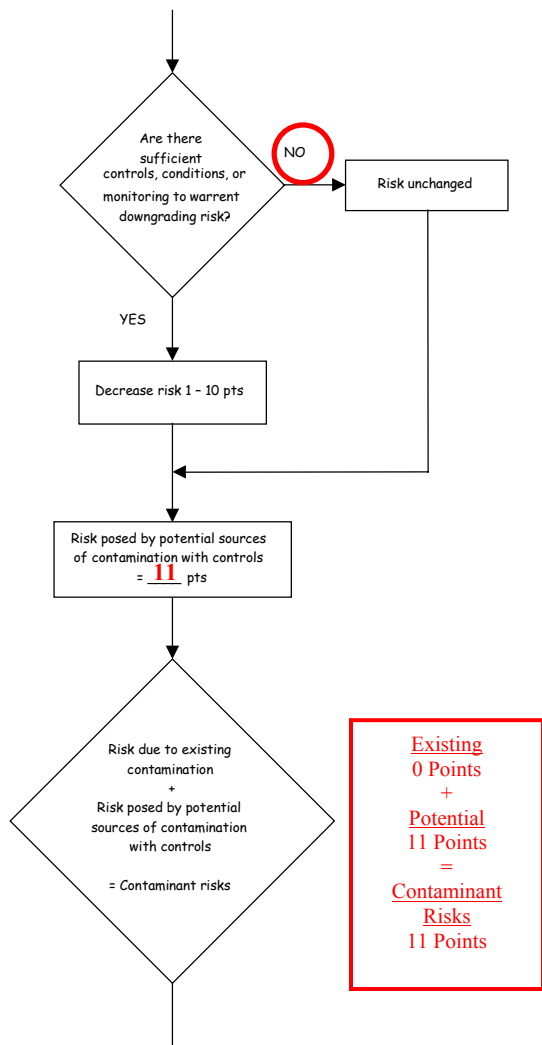 Are there
sufficient
controls, conditions, or
monitoring to warrent
downgrading risk?
NO
Risk unchanged
YES
Decrease risk 1 – 10 pts
Risk posed by potential sources
of contamination with controls
= 11 pts
Risk due to existing
contamination
+
Risk posed by potential
sources of contamination
with controls
= Contaminant risks
Existing
0 Points
+
Potential
11 Points
=
Contaminant
Risks
11 Points